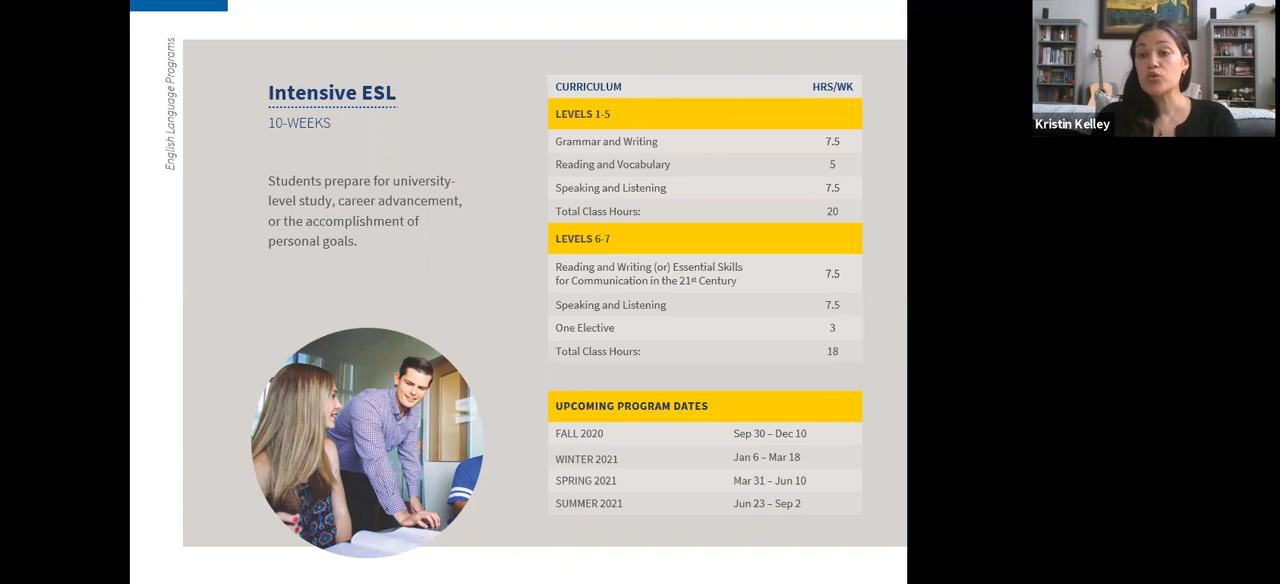 English Language Programs
Intensive ESL
10-WEEKS
Students prepare for university-
level study, career advancement,
or the accomplishment of
personal goals.
CURRICULUM HRS/WK
LEVELS 1-5
Grammar and Writing 7.5
Reading and Vocabulary 5
Speaking and Listening 7.5
Total Class Hours: 20
LEVELS 6-7
Reading and Writing (or) Essential Skills
for Communication in the 21st Century 7.5
Speaking and Listening 7.5
One Elective 3
Total Class Hours: 18
UPCOMING PROGRAM DATES
FALL 2020 Sep 30 – Dec 10
WINTER 2021 Jan 6 – Mar 18
SPRING 2021 Mar 31 – Jun 10
SUMMER 2021 Jun 23 – Sep 2
Kristin Kelley